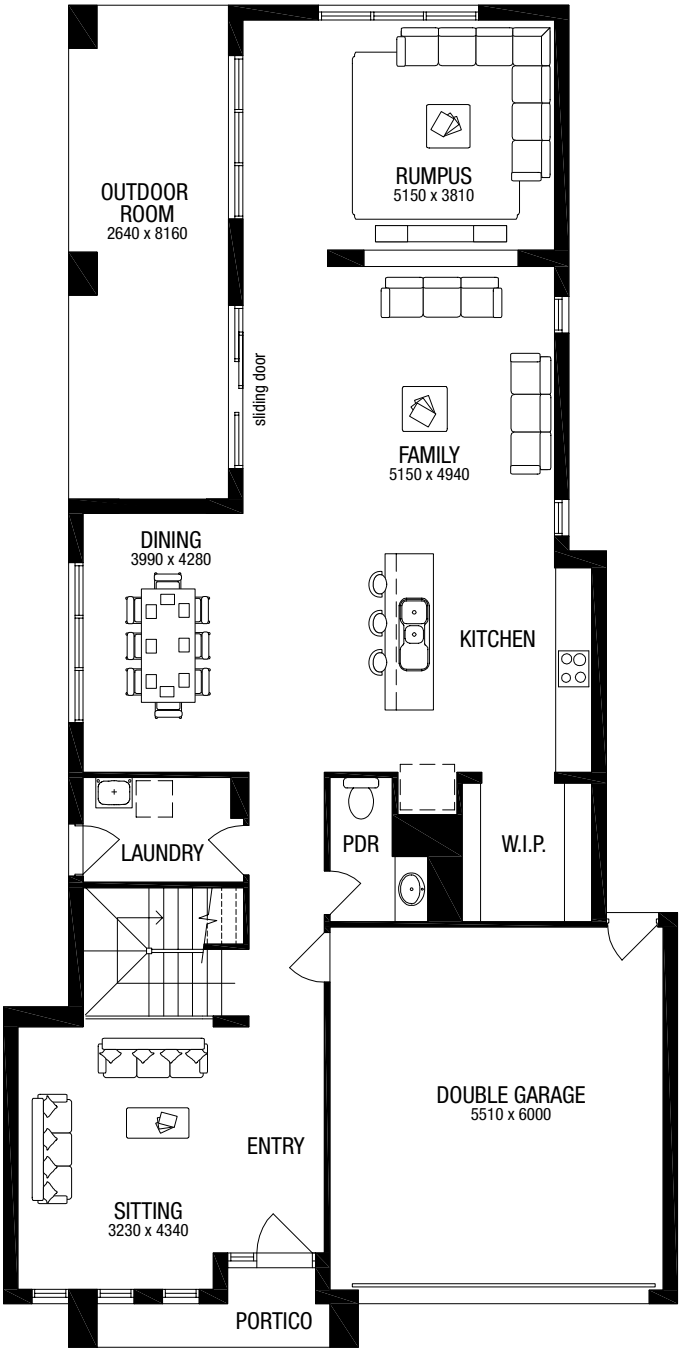 RUMPUS
5150 x 3810
OUTDOOR
ROOM
2640 x 8160
sliding door
FAMILY
5150 x 4940
DINING
3990 x 4280
KITCHEN
LAUNDRY
PDR
W.I.P.
DOUBLE GARAGE
5510 x 6000
ENTRY
SITTING
3230 x 4340
PORTICO